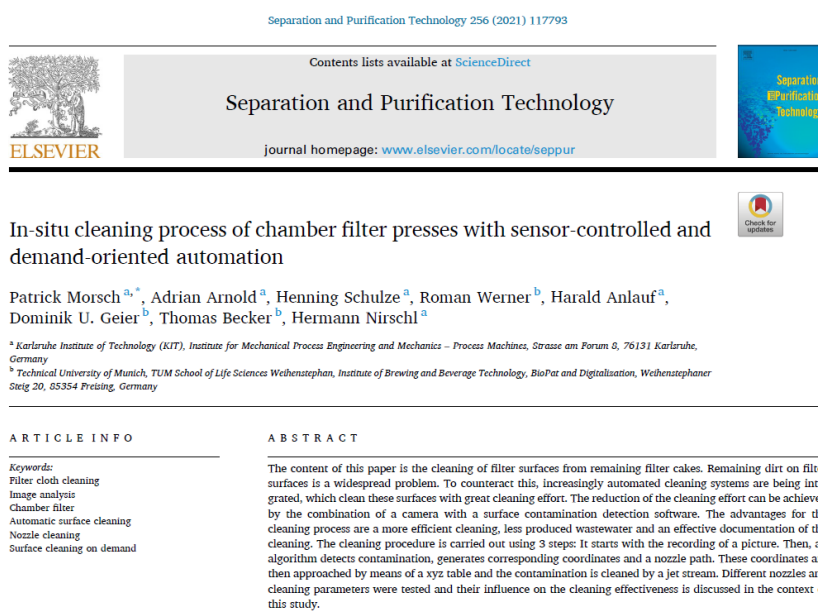 Separation and Purification Technology 256 (2021) 117793
Contents lists available at ScienceDirect
Separation and Purification Technology
journal homepage: www.elsevier.com/locate/seppur
ELSEVIER
Separatio
Purificatio
Technolog
Check for
updates
In-situ cleaning process of chamber filter presses with sensor-controlled and
demand-oriented automation
Patrick Morsch a,*, Adrian Arnold a, Henning Schulze a, Roman Werner b, Harald Anlauf a,
Dominik U. Geier b, Thomas Becker b, Hermann Nirschl a
a Karlsruhe Institute of Technology (KIT), Institute for Mechanical Process Engineering and Mechanics – Process Machines, Strasse am Forum 8, 76131 Karlsruhe,
Germany
b Technical University of Munich, TUM School of Life Sciences Weihenstephan, Institute of Brewing and Beverage Technology, BioPat and Digitalization, Weihenstephaner
Steig 20, 85354 Freising, Germany
ARTICLE INFO
Keywords:
Filter cloth cleaning
Image analysis
Chamber filter
Automatic surface cleaning
Nozzle cleaning
Surface cleaning on demand
ABSTRACT
The content of this paper is the cleaning of filter surfaces from remaining filter cakes. Remaining dirt on filt
surfaces is a widespread problem. To counteract this, increasingly automated cleaning systems are being int
grated, which clean these surfaces with great cleaning effort. The reduction of the cleaning effort can be achieve
by the combination of a camera with a surface contamination detection software. The advantages for th
cleaning process are a more efficient cleaning, less produced wastewater and an effective documentation of th
cleaning. The cleaning procedure is carried out using 3 steps: It starts with the recording of a picture. Then, a
algorithm detects contamination, generates corresponding coordinates and a nozzle path. These coordinates a
then approached by means of a xyz table and the contamination is cleaned by a jet stream. Different nozzles an
cleaning parameters were tested and their influence on the cleaning effectiveness is discussed in the context
this study.